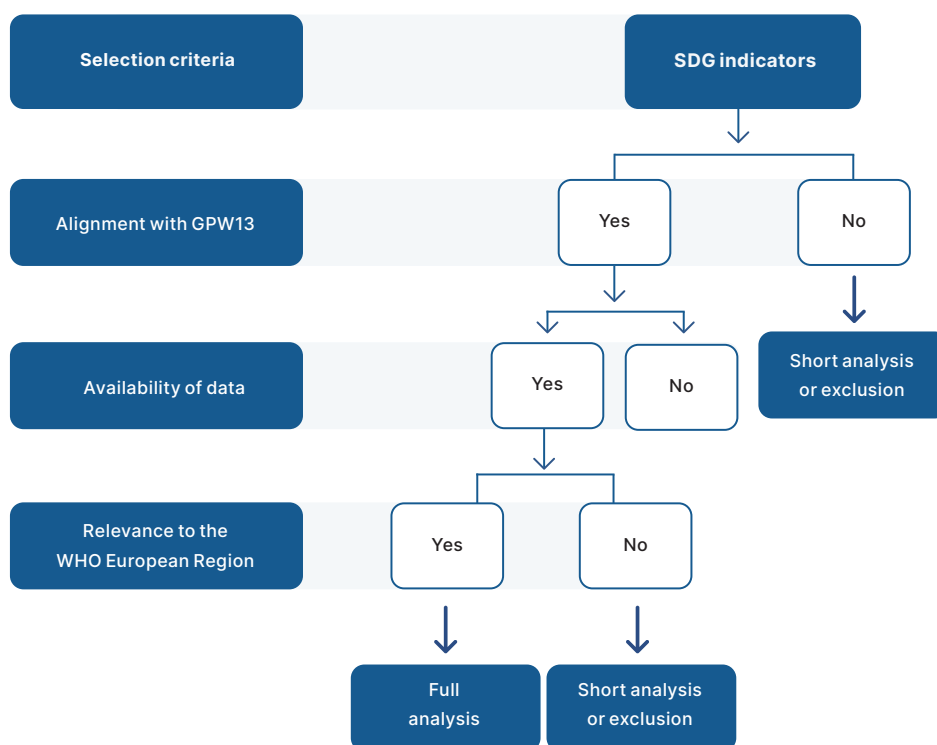 Selection criteria
SDG indicators
Alignment with GPW13
Yes
No
Short analysis
or exclusion
Availability of data
Yes
No
Relevance to the
WHO European Region
Yes
No
Full
analysis
Short analysis
or exclusion